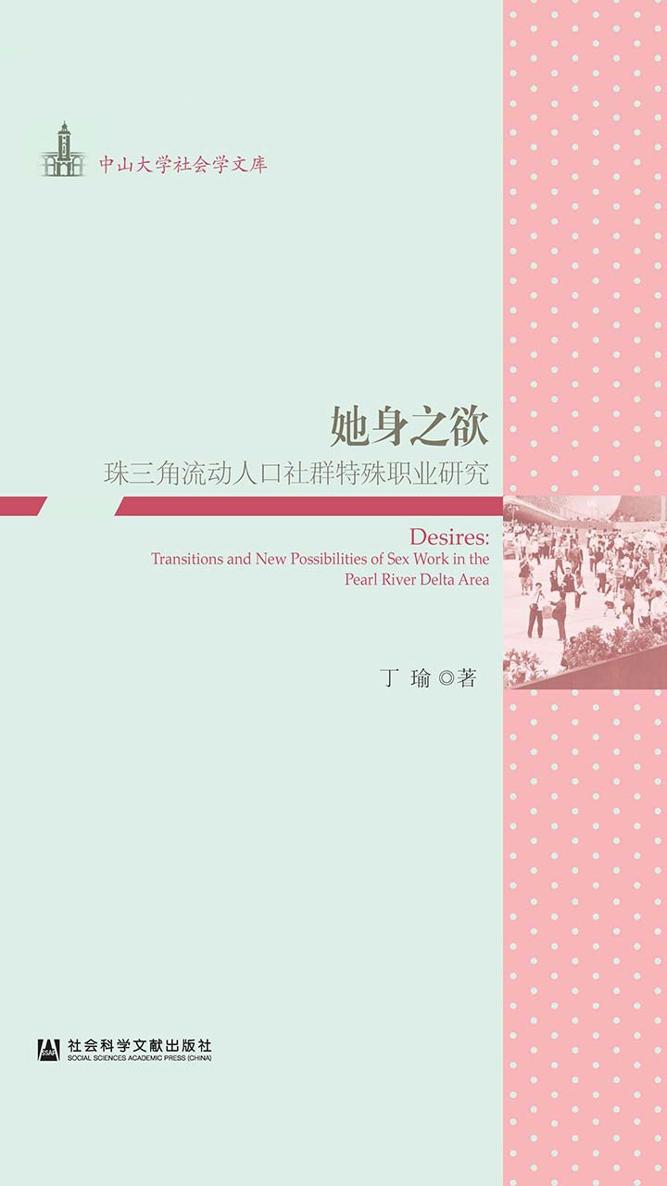 中山大学社会学文库
她身之欲
珠三角流动人口社群特殊职业研究
Desires:
Transitions and New Possibilities of Sex Work in the
Pearl River Delta Area
丁 瑜 ◎著
SSAP
社会科学文献出版社
SOCIAL SCIENCES ACADEMIC PRESS (CHINA)